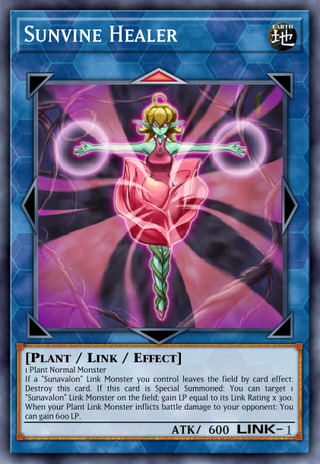 Sunvine Healer
EARTH
地
[Plant / Link / Effect]
1 Plant Normal Monster
If a "Sunavalon" Link Monster you control leaves the field by card effect:
Destroy this card. If this card is Special Summoned: You can target 1
"Sunavalon" Link Monster on the field; gain LP equal to its Link Rating x 300.
When your Plant Link Monster inflicts battle damage to your opponent: You
can gain 600 LP.
ATK/ 600 LINK-1